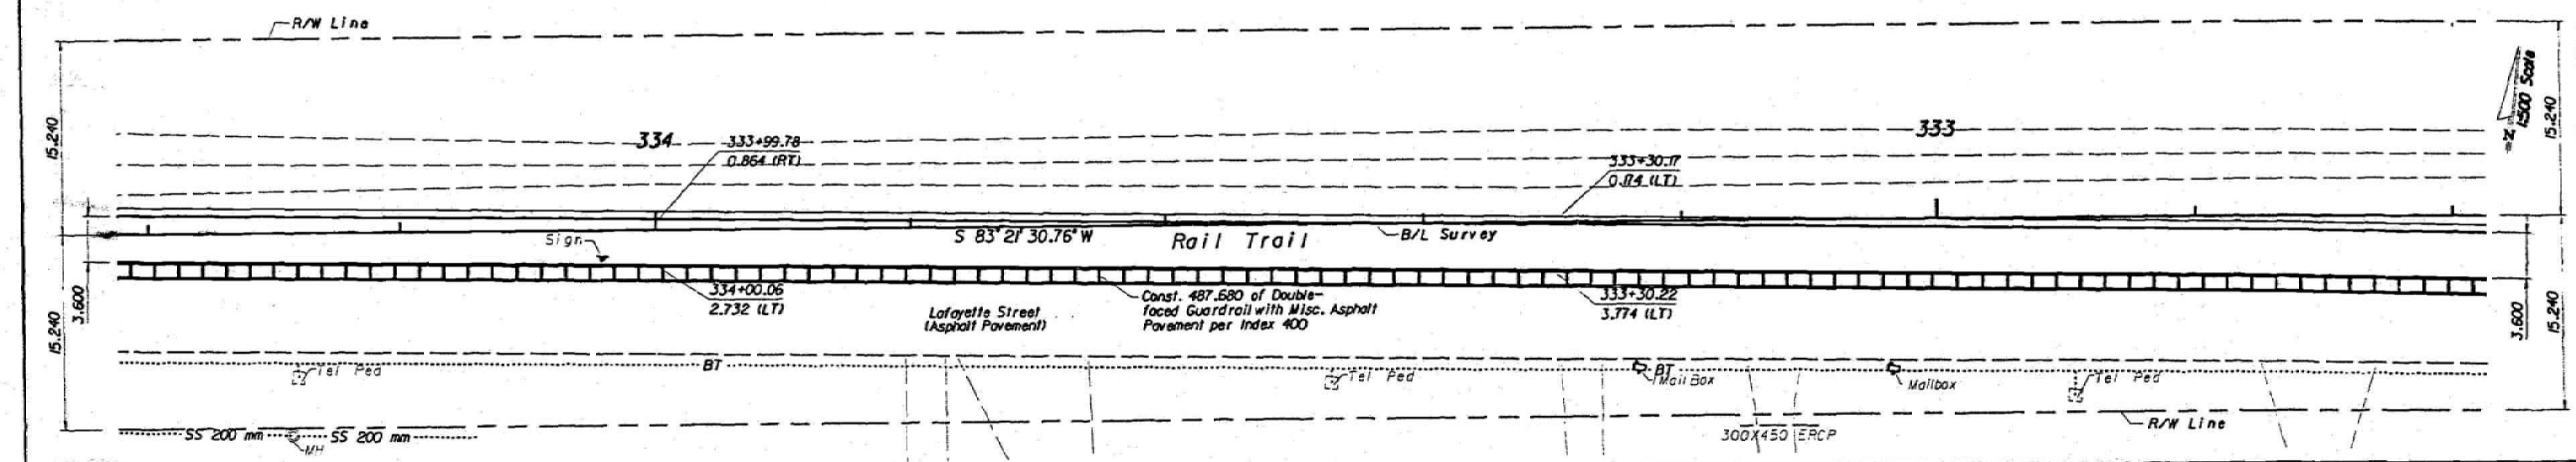 R/W Line
15.240
334
333+99.78
0.864 (RT)
333+30.17
0.174 (LT)
333
1:500 Scale
15.240
Sign
S 83° 21' 30.76" W
Rail Trail
B/L Survey
3.600
15.240
334+00.06
2.732 (LT)
Lafayette Street
(Asphalt Pavement)
Const. 487.680 of Double-
faced Guardrail with Misc. Asphalt
Pavement per Index 400
333+30.22
3.774 (LT)
3.600
15.240
BT
BT
Tel Ped
Tel Ped
Mail Box
Mailbox
Tel Ped
R/W Line
SS 200 mm
SS 200 mm
MH
300X450 ERCP